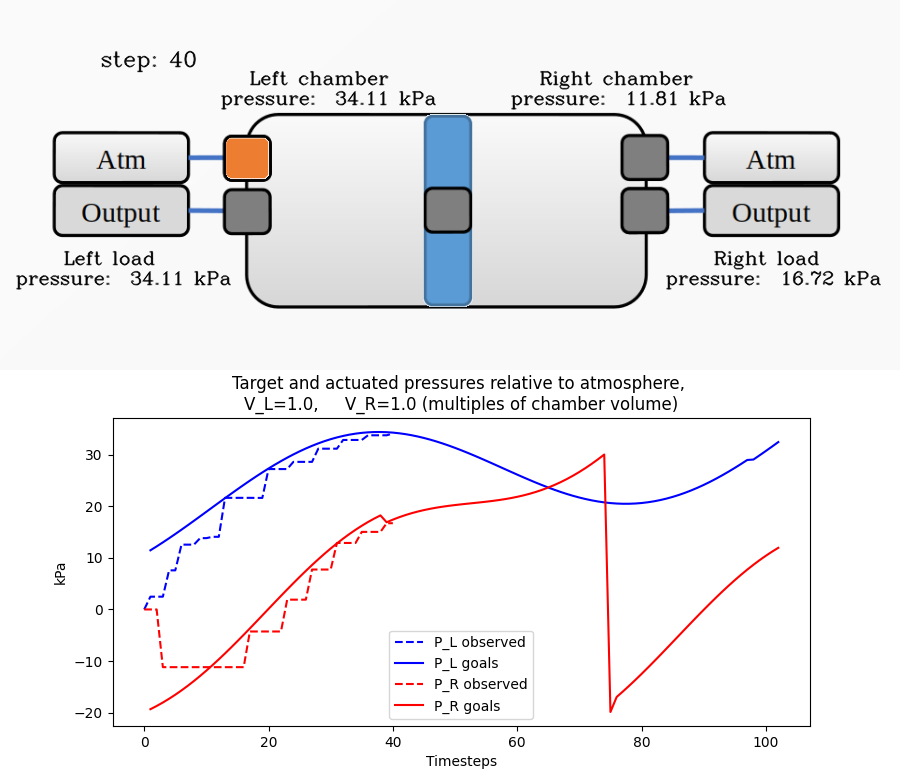 step: 40
Left chamber
pressure: 34.11 kPa
Right chamber
pressure: 11.81 kPa
Atm
Output
Atm
Output
Left load
pressure: 34.11 kPa
Right load
pressure: 16.72 kPa
Target and actuated pressures relative to atmosphere,
V_L=1.0, V_R=1.0 (multiples of chamber volume)
kPa
30
20
10
0
−10
−20
P_L observed
P_L goals
P_R observed
P_R goals
0 20 40 60 80 100
Timesteps